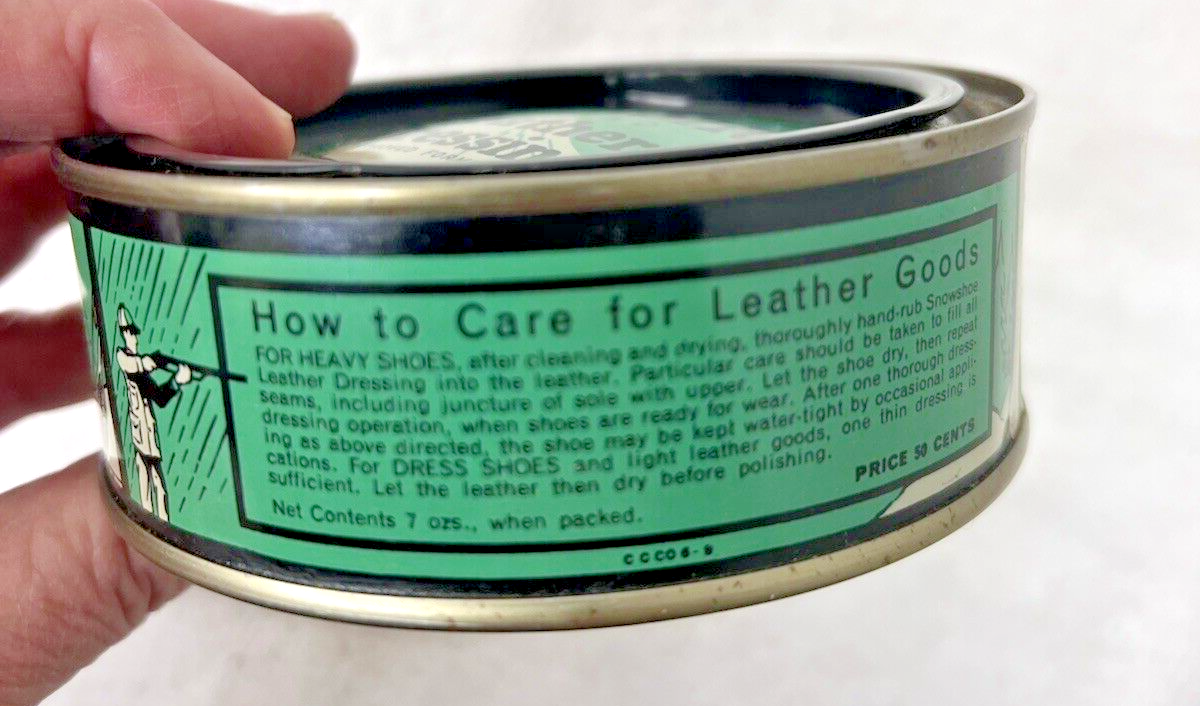 ther
essin
How to Care for Leather Goods
FOR HEAVY SHOES, after cleaning and drying, thoroughly hand-rub Snowshoe
Leather Dressing into the leather. Particular care should be taken to fill all
seams, including juncture of sole with upper. Let the shoe dry, then repeat
dressing operation, when shoes are ready for wear. After one thorough dress-
ing as above directed, the shoe may be kept water-tight by occasional appli-
cations. For DRESS SHOES and light leather goods, one thin dressing is
sufficient. Let the leather then dry before polishing.
PRICE 50 CENTS
Net Contents 7 ozs., when packed.
C C CO 6-9